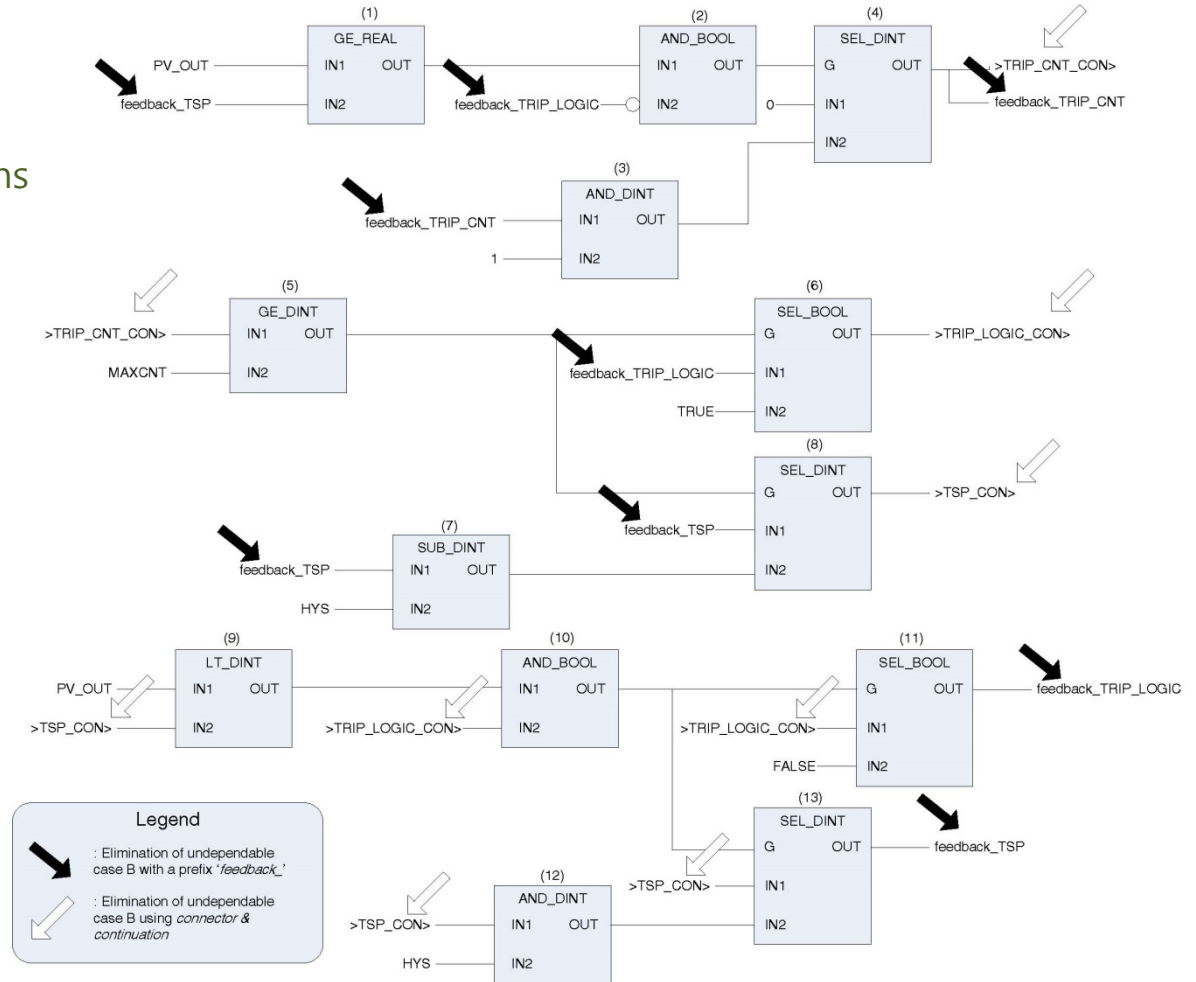 ns
(1)
GE_REAL
PV_OUT
IN1 OUT
feedback_TSP
IN2
(2)
AND_BOOL
IN1 OUT
feedback_TRIP_LOGIC
IN2
(4)
SEL_DINT
G OUT
>TRIP_CNT_CON>
feedback_TRIP_CNT
0
IN1
IN2
(3)
AND_DINT
feedback_TRIP_CNT
IN1 OUT
1
IN2
(5)
GE_DINT
>TRIP_CNT_CON>
IN1 OUT
MAXCNT
IN2
(6)
SEL_BOOL
G OUT
>TRIP_LOGIC_CON>
feedback_TRIP_LOGIC
IN1
TRUE
IN2
(8)
SEL_DINT
G OUT
>TSP_CON>
feedback_TSP
IN1
IN2
(7)
SUB_DINT
feedback_TSP
IN1 OUT
HYS
IN2
(9)
LT_DINT
PV_OUT
IN1 OUT
>TSP_CON>
IN2
(10)
AND_BOOL
IN1 OUT
>TRIP_LOGIC_CON>
IN2
(11)
SEL_BOOL
G OUT
feedback_TRIP_LOGIC
>TRIP_LOGIC_CON>
IN1
FALSE
IN2
(13)
SEL_DINT
G OUT
feedback_TSP
>TSP_CON>
IN1
IN2
(12)
AND_DINT
>TSP_CON>
IN1 OUT
HYS
IN2
Legend
: Elimination of undependable
case B with a prefix 'feedback_'
: Elimination of undependable
case B using connector &
continuation